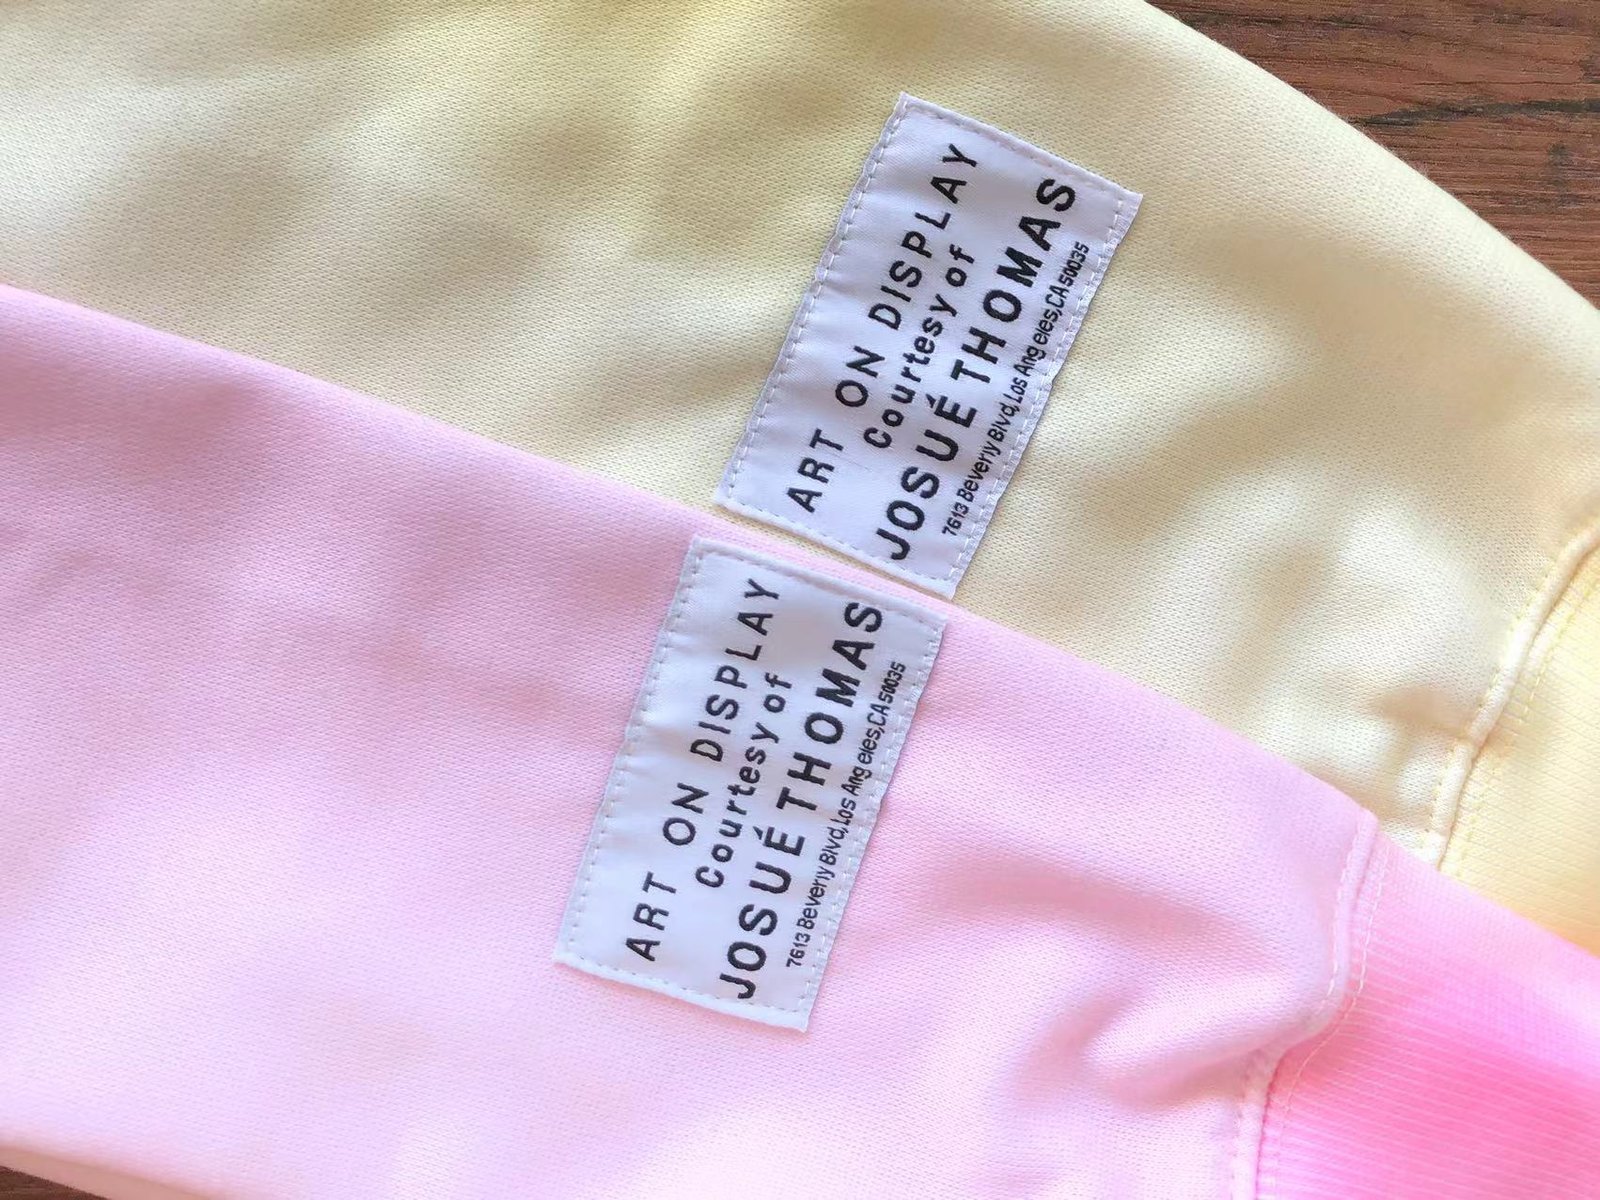 ART ON DISPLAY
Courtesy of
JOSUÉ THOMAS
7613 Beverly Blvd,Los Angeles,CA 50035
ART ON DISPLAY
Courtesy of
JOSUÉ THOMAS
7613 Beverly Blvd,Los Angeles,CA 50035